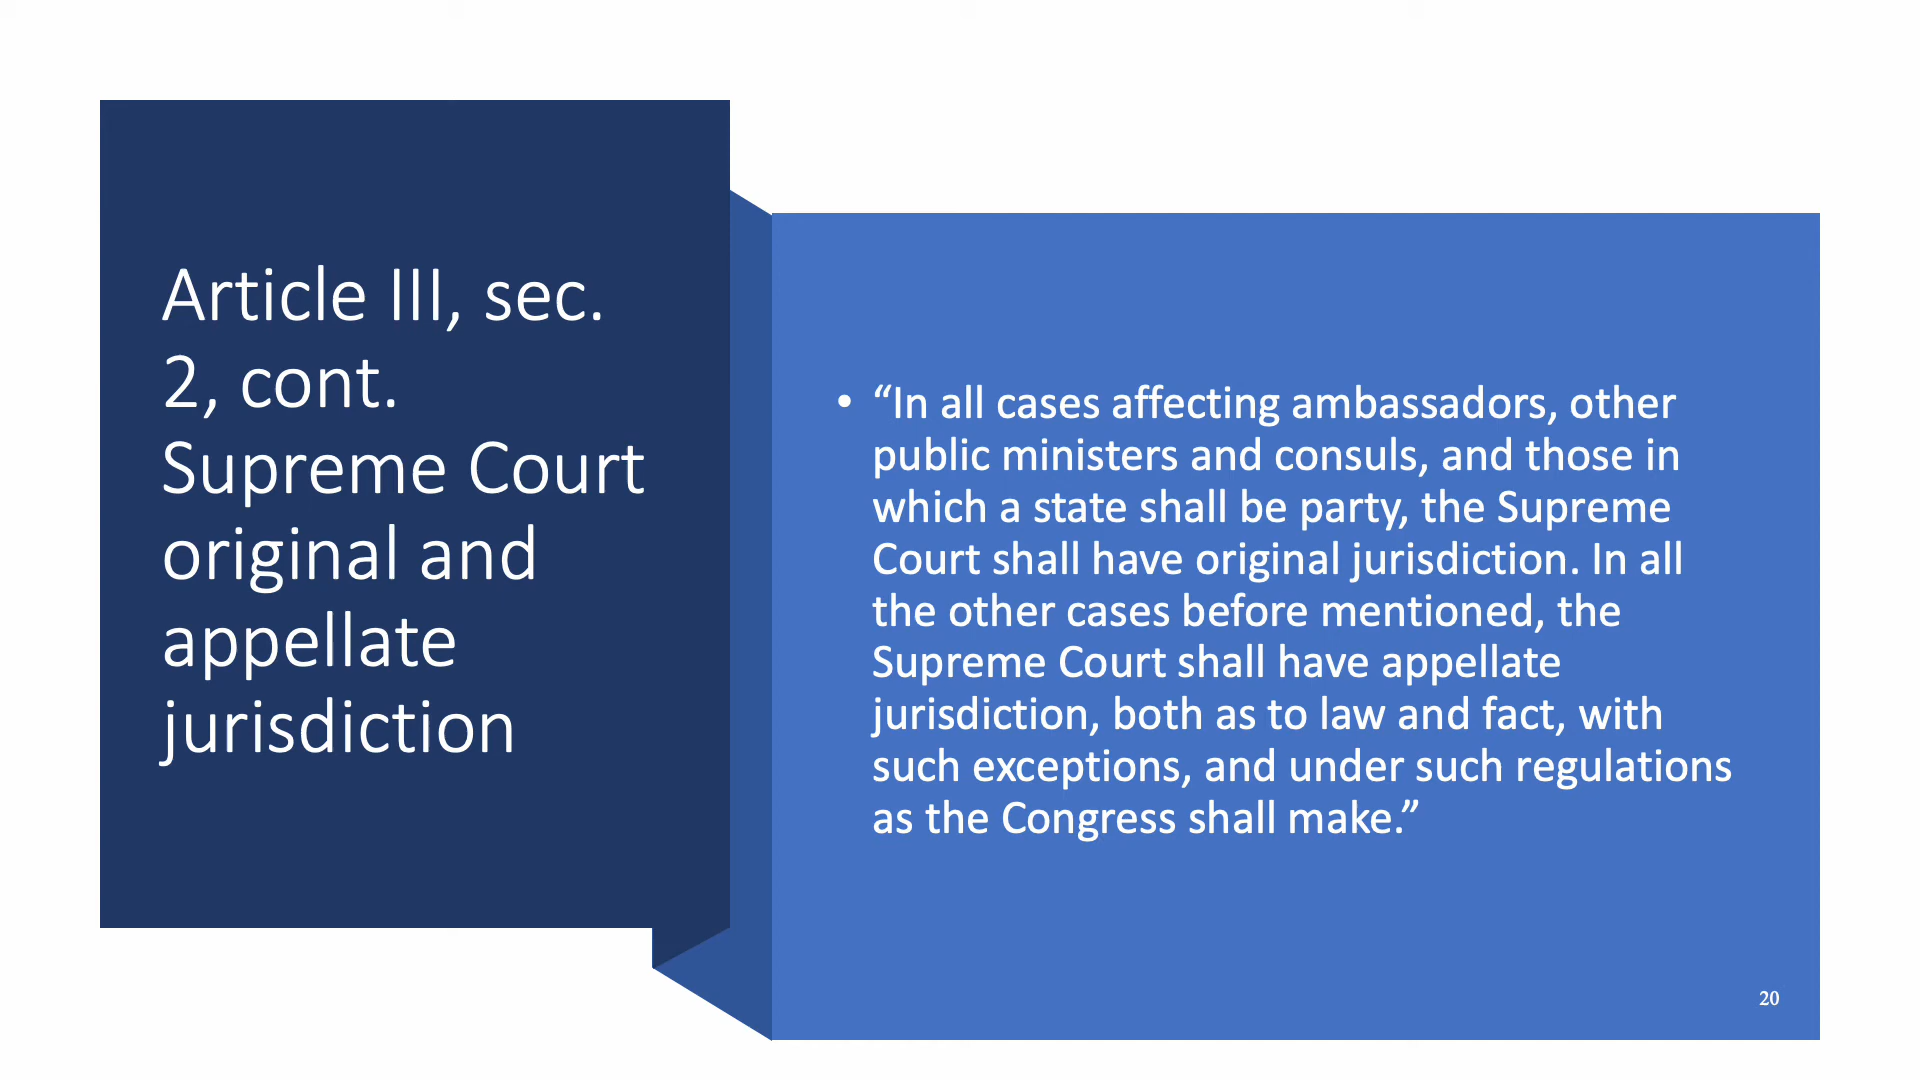 Article III, sec.
2, cont.
Supreme Court
original and
appellate
jurisdiction
• “In all cases affecting ambassadors, other
public ministers and consuls, and those in
which a state shall be party, the Supreme
Court shall have original jurisdiction. In all
the other cases before mentioned, the
Supreme Court shall have appellate
jurisdiction, both as to law and fact, with
such exceptions, and under such regulations
as the Congress shall make.”
20